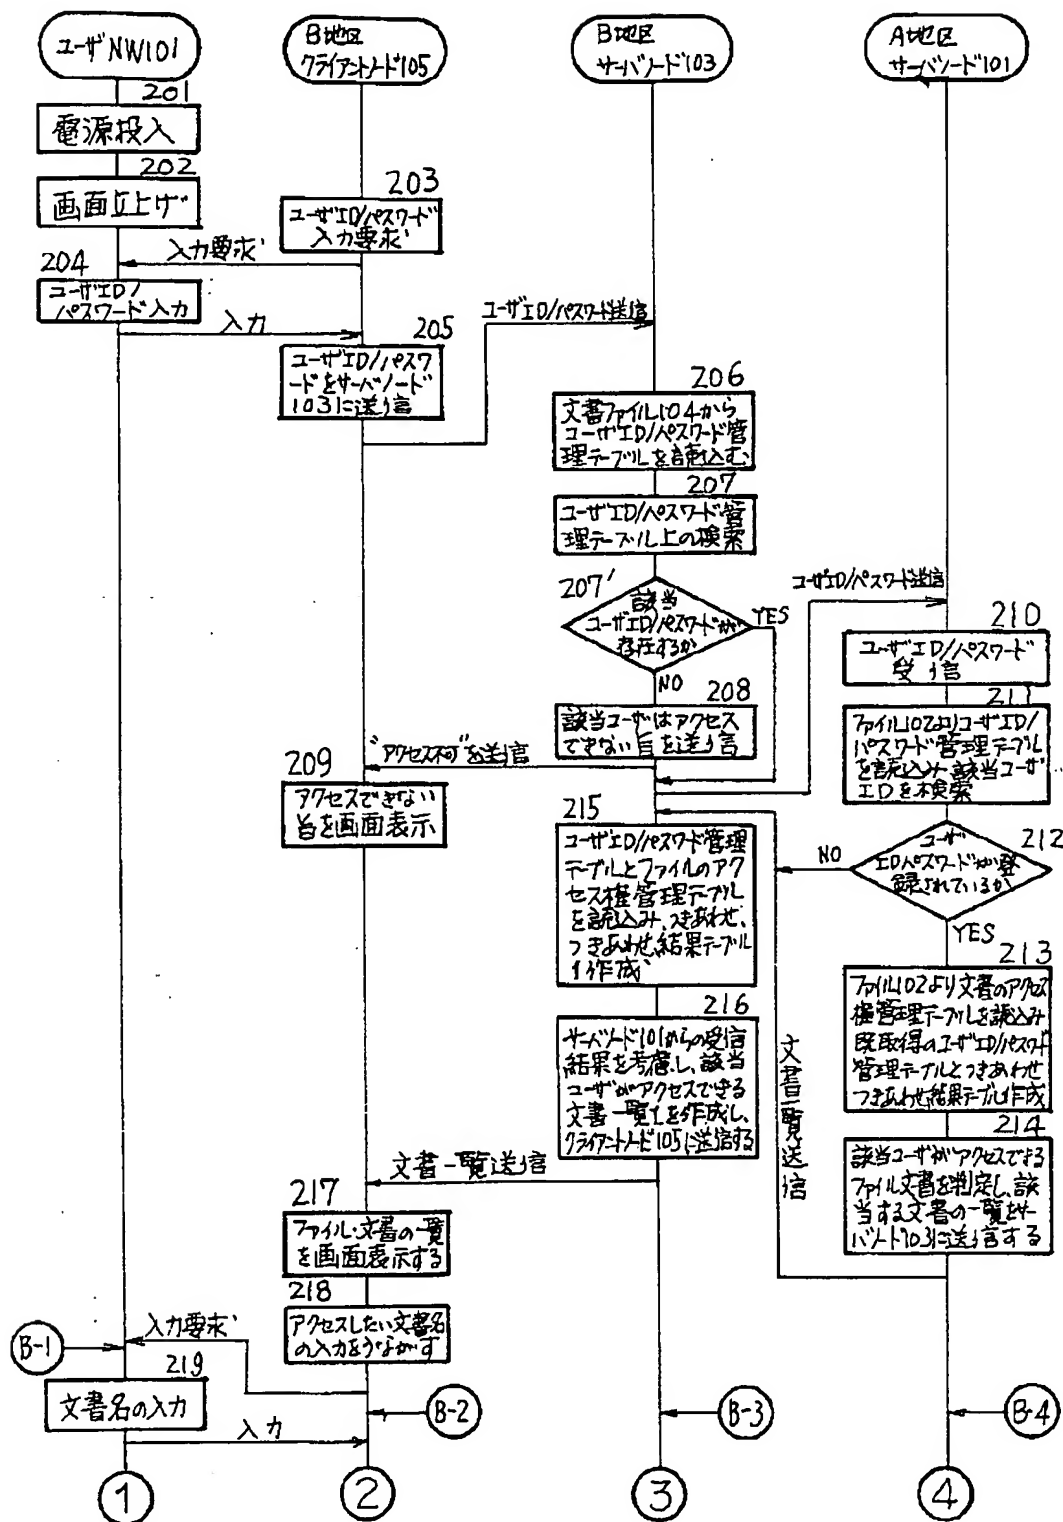 ユーザNW101
B地区
クライアントノード105
B地区
サーバノード103
A地区
サーバノード101
201
電源投入
202
画面立上げ
203
ユーザID/パスワード
入力要求
入力要求
204
ユーザID/
パスワード入力
入力
205
ユーザID/パスワ
ードをサーバノード
103に送信
ユーザID/パスワード送信
206
文書ファイル104から
ユーザID/パスワード管
理テーブルを読込む
207
ユーザID/パスワード管
理テーブル上の検索
207'
該当
ユーザID/パスワードが
存在するか
YES
NO
208
該当ユーザはアクセス
できない旨を送信
"アクセス不可"を送信
209
アクセスできない
旨を画面表示
ユーザID/パスワード送信
210
ユーザID/パスワード
受信
211
ファイル102よりユーザID/
パスワード管理テーブル
を読込み、該当ユーザ
IDを検索
212
ユーザ
IDパスワードが登
録されているか
NO
YES
213
ファイル102より文書のアクセス
権管理テーブルを読込み
既取得のユーザID/パスワード
管理テーブルとつきあわせ
つきあわせ結果テーブル作成
214
該当ユーザがアクセスできる
ファイル文書を判定し、該
当する文書の一覧をサー
バノード103に送信する
文書一覧送信
215
ユーザID/パスワード管理
テーブルとファイルのアク
セス権管理テーブル
を読込み、つきあわせ、
つきあわせ結果テーブル
作成
216
サーバノード101からの受信
結果を考慮し、該当
ユーザがアクセスできる
文書一覧を作成し、
クライアントノード105に送信する
文書一覧送信
217
ファイル・文書の一覧
を画面表示する
218
アクセスしたい文書名
の入力をうながす
入力要求
B-1
219
文書名の入力
入力
B-2
B-3
B-4
1
2
3
4